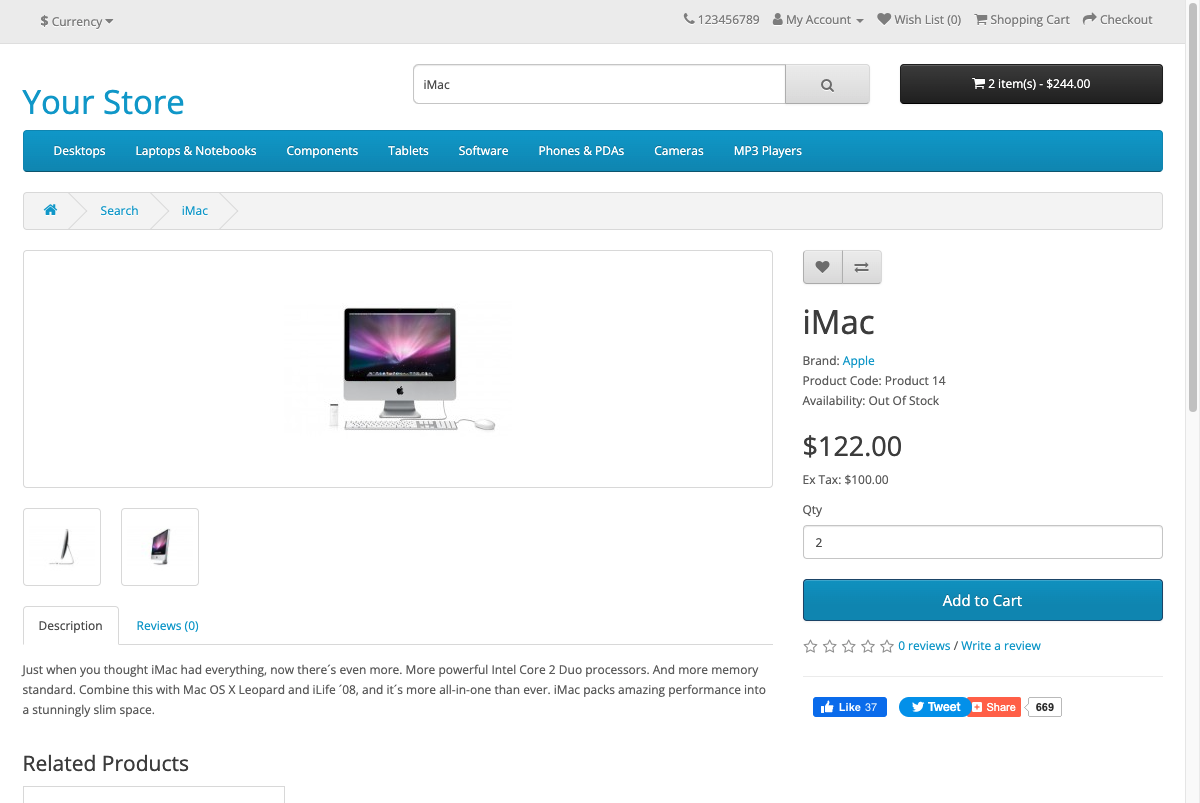 $ Currency
123456789 My Account Wish List (0) Shopping Cart Checkout
Your Store
iMac
2 item(s) - $244.00
Desktops Laptops & Notebooks Components Tablets Software Phones & PDAs Cameras MP3 Players
Search iMac
iMac
Brand: Apple
Product Code: Product 14
Availability: Out Of Stock
$122.00
Ex Tax: $100.00
Qty
2
Add to Cart
0 reviews / Write a review
Like 37 Tweet Share 669
Description Reviews (0)
Just when you thought iMac had everything, now there´s even more. More powerful Intel Core 2 Duo processors. And more memory
standard. Combine this with Mac OS X Leopard and iLife ´08, and it´s more all-in-one than ever. iMac packs amazing performance into
a stunningly slim space.
Related Products